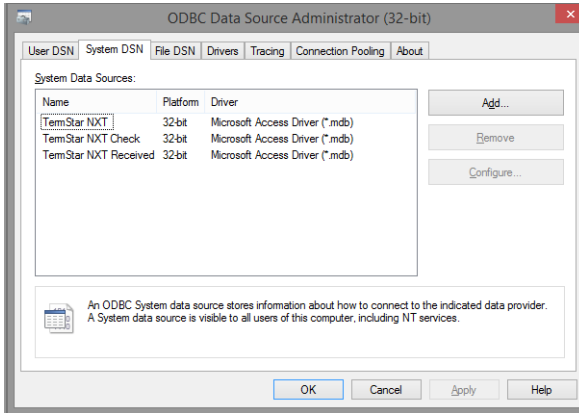 ODBC Data Source Administrator (32-bit)
User DSN System DSN File DSN Drivers Tracing Connection Pooling About
System Data Sources:
Name Platform Driver
TermStar NXT 32-bit Microsoft Access Driver (*.mdb)
TermStar NXT Check 32-bit Microsoft Access Driver (*.mdb)
TermStar NXT Received 32-bit Microsoft Access Driver (*.mdb)
Add...
Remove
Configure...
An ODBC System data source stores information about how to connect to the indicated data provider.
A System data source is visible to all users of this computer, including NT services.
OK Cancel Apply Help